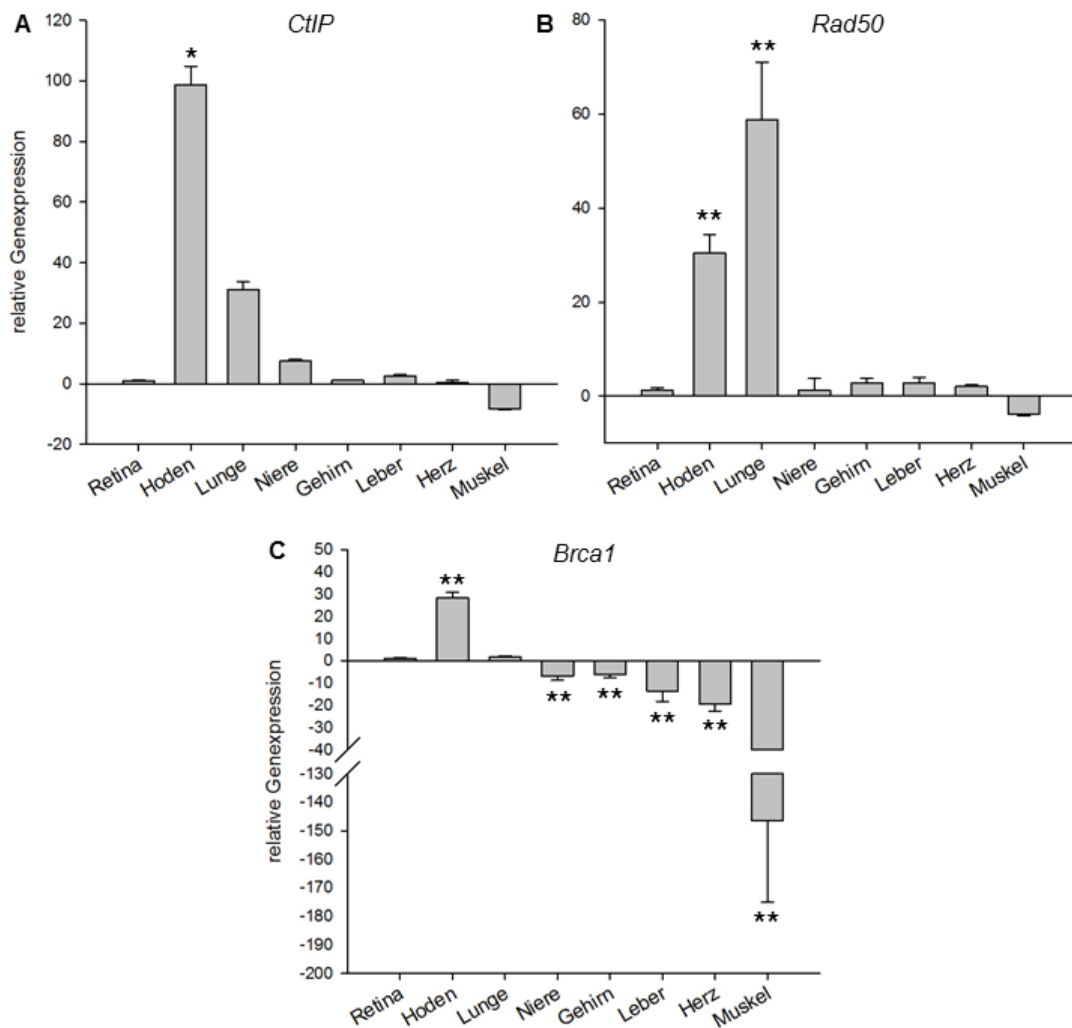 A
CtIP
relative Genexpression
120
100
80
60
40
20
0
-20
*
Retina
Hoden
Lunge
Niere
Gehirn
Leber
Herz
Muskel
B
Rad50
80
60
40
20
0
**
**
Retina
Hoden
Lunge
Niere
Gehirn
Leber
Herz
Muskel
C
Brca1
relative Genexpression
50
40
30
20
10
0
-10
-20
-30
-40
-130
-140
-150
-160
-170
-180
-190
-200
**
**
**
**
**
**
Retina
Hoden
Lunge
Niere
Gehirn
Leber
Herz
Muskel